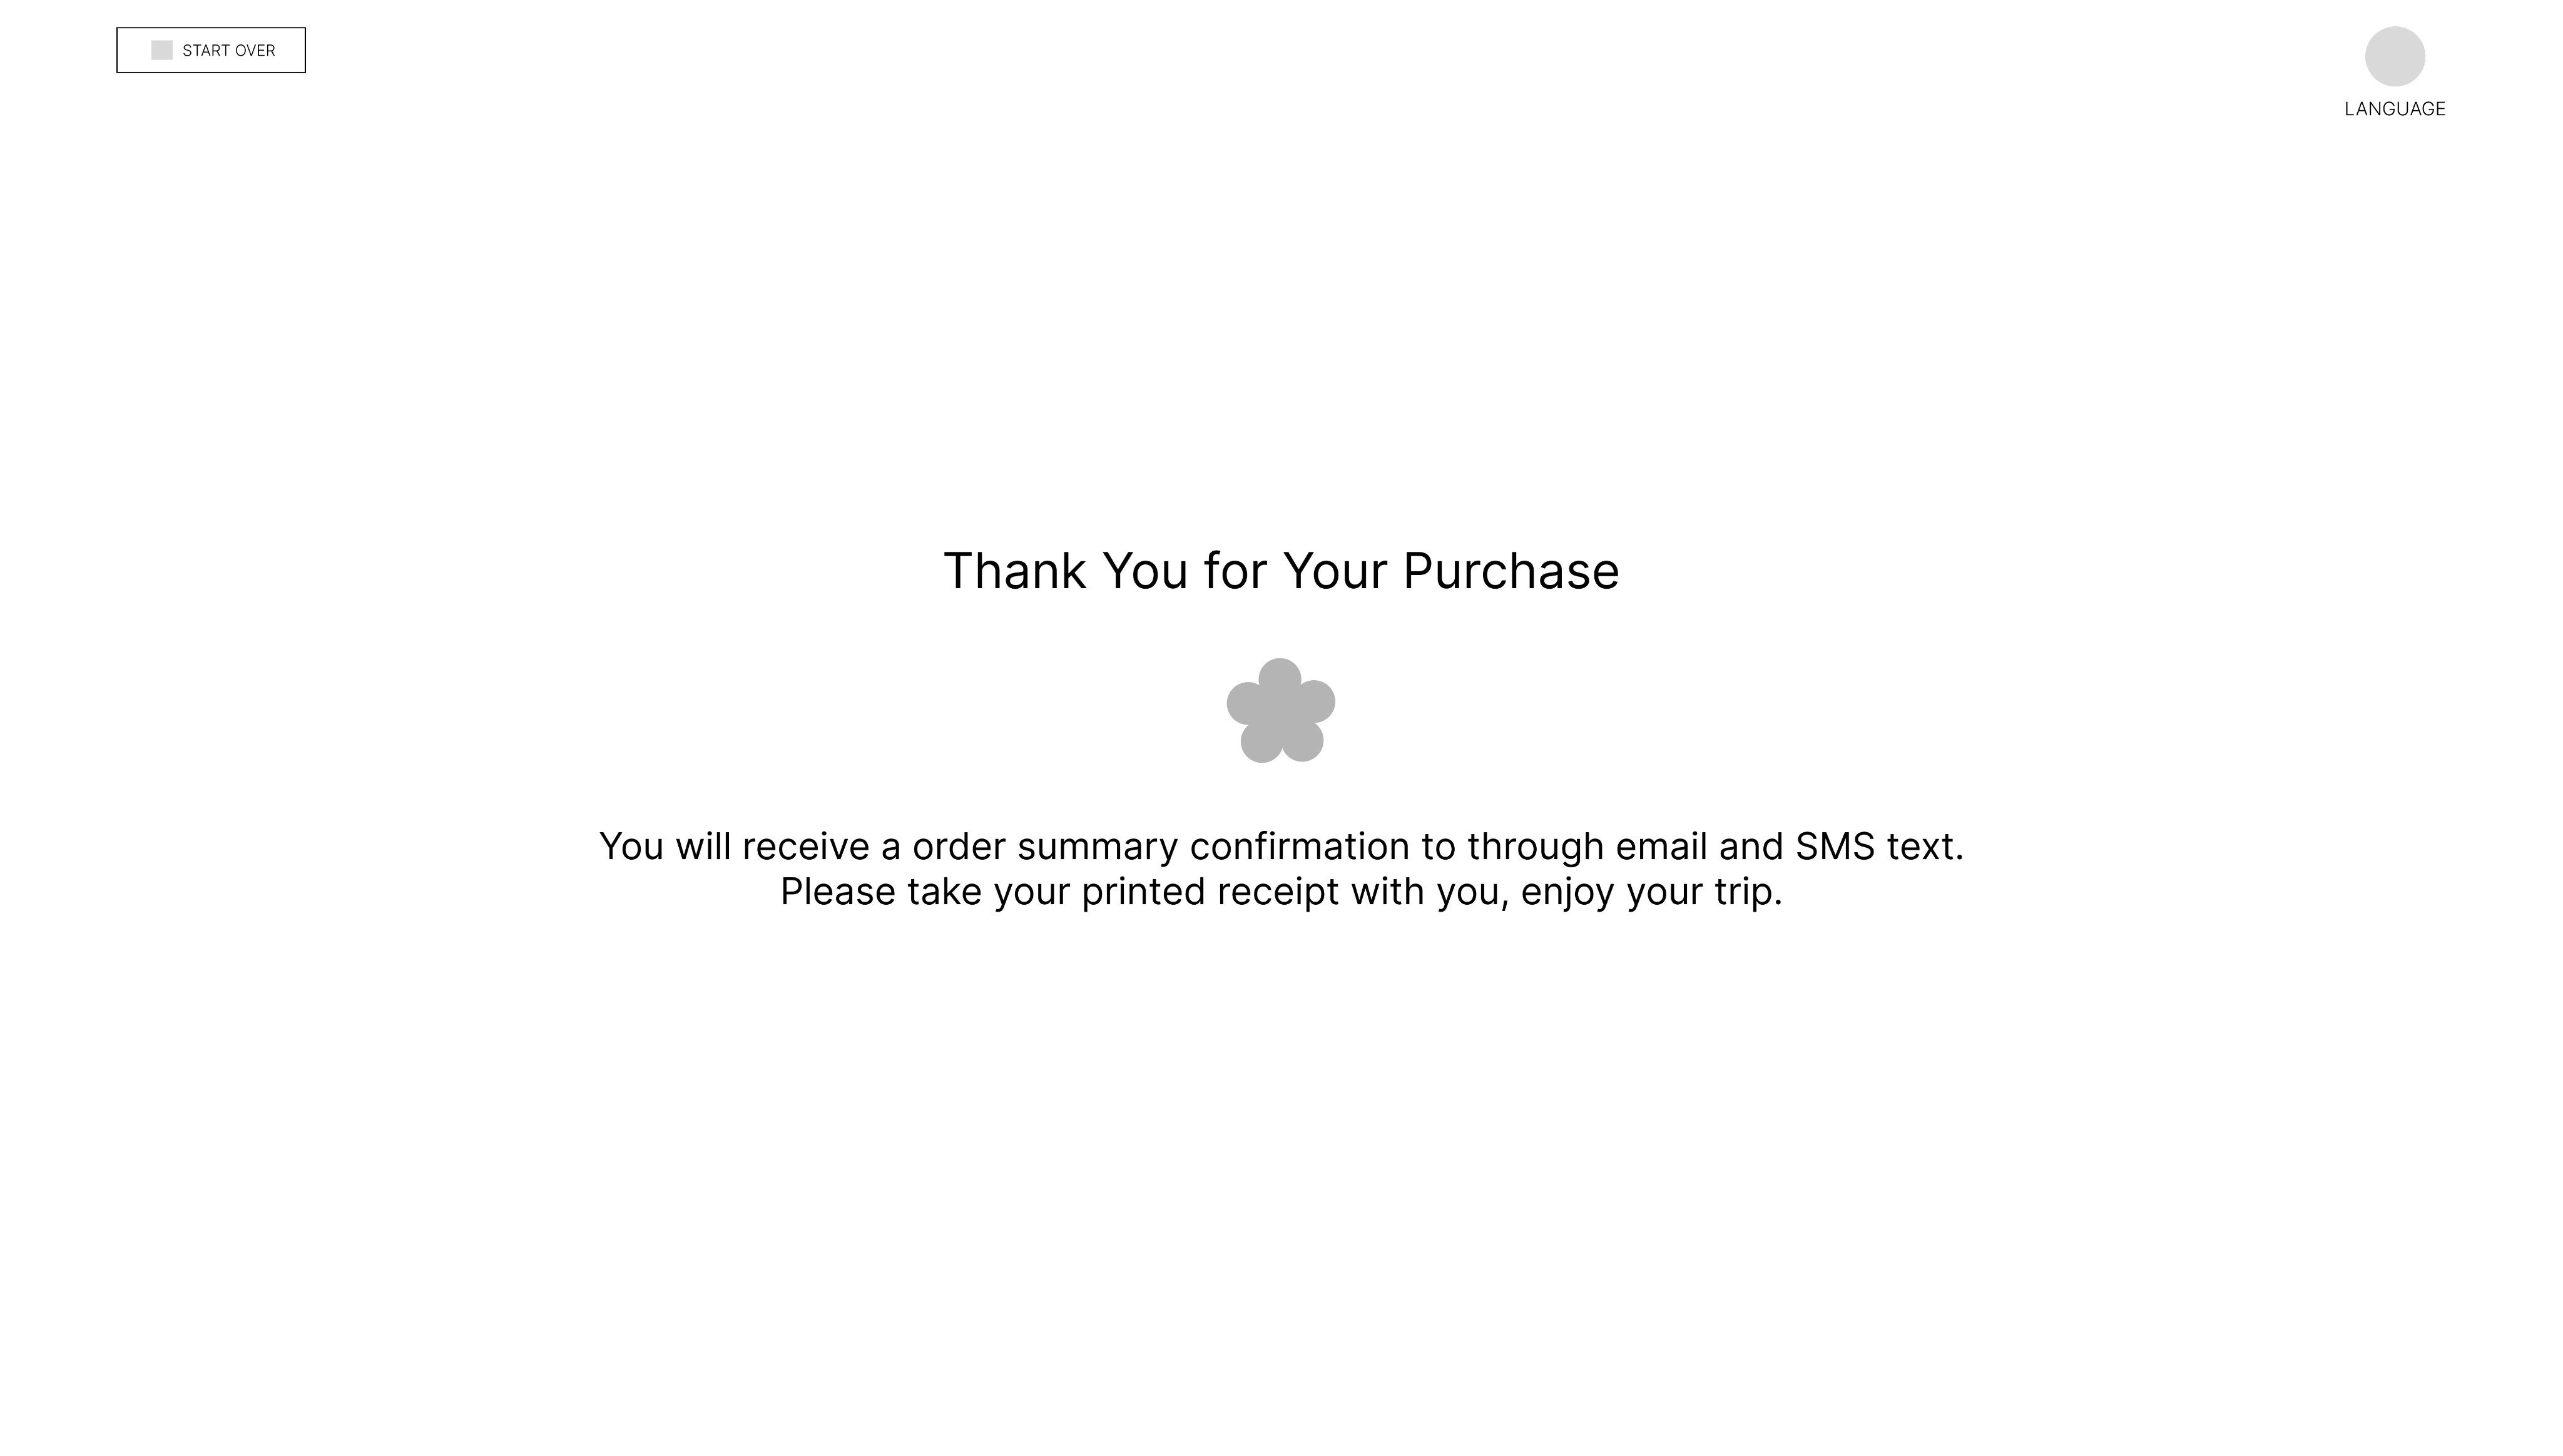 START OVER
LANGUAGE
Thank You for Your Purchase
You will receive a order summary confirmation to through email and SMS text.
Please take your printed receipt with you, enjoy your trip.